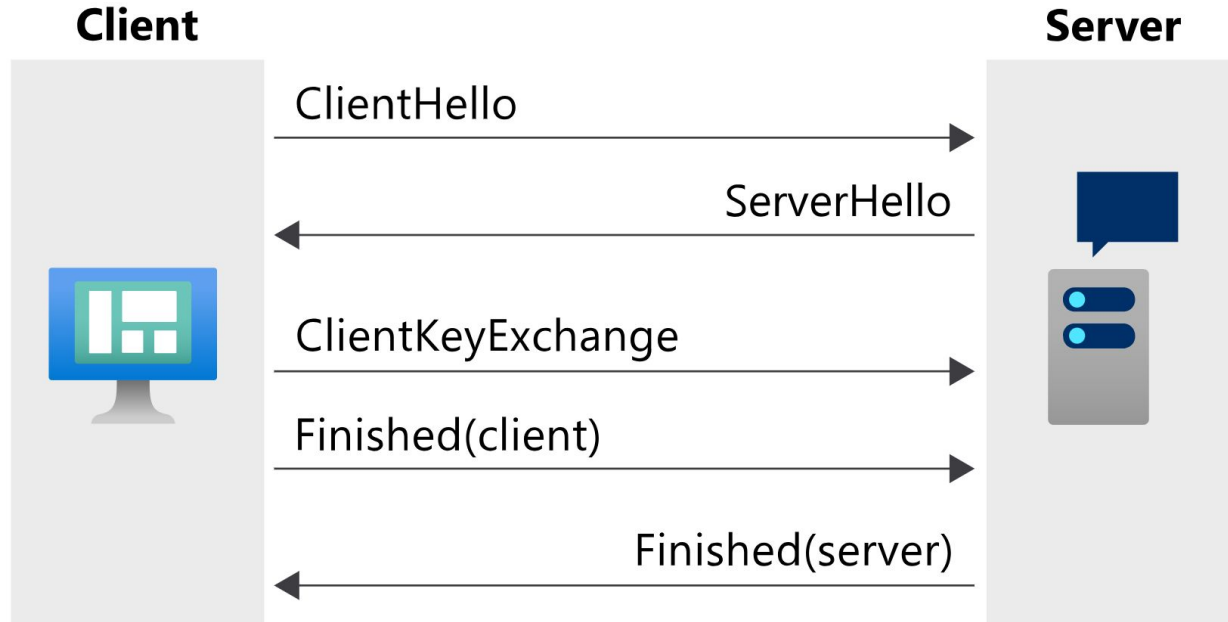 Client
Server
ClientHello
ServerHello
ClientKeyExchange
Finished(client)
Finished(server)